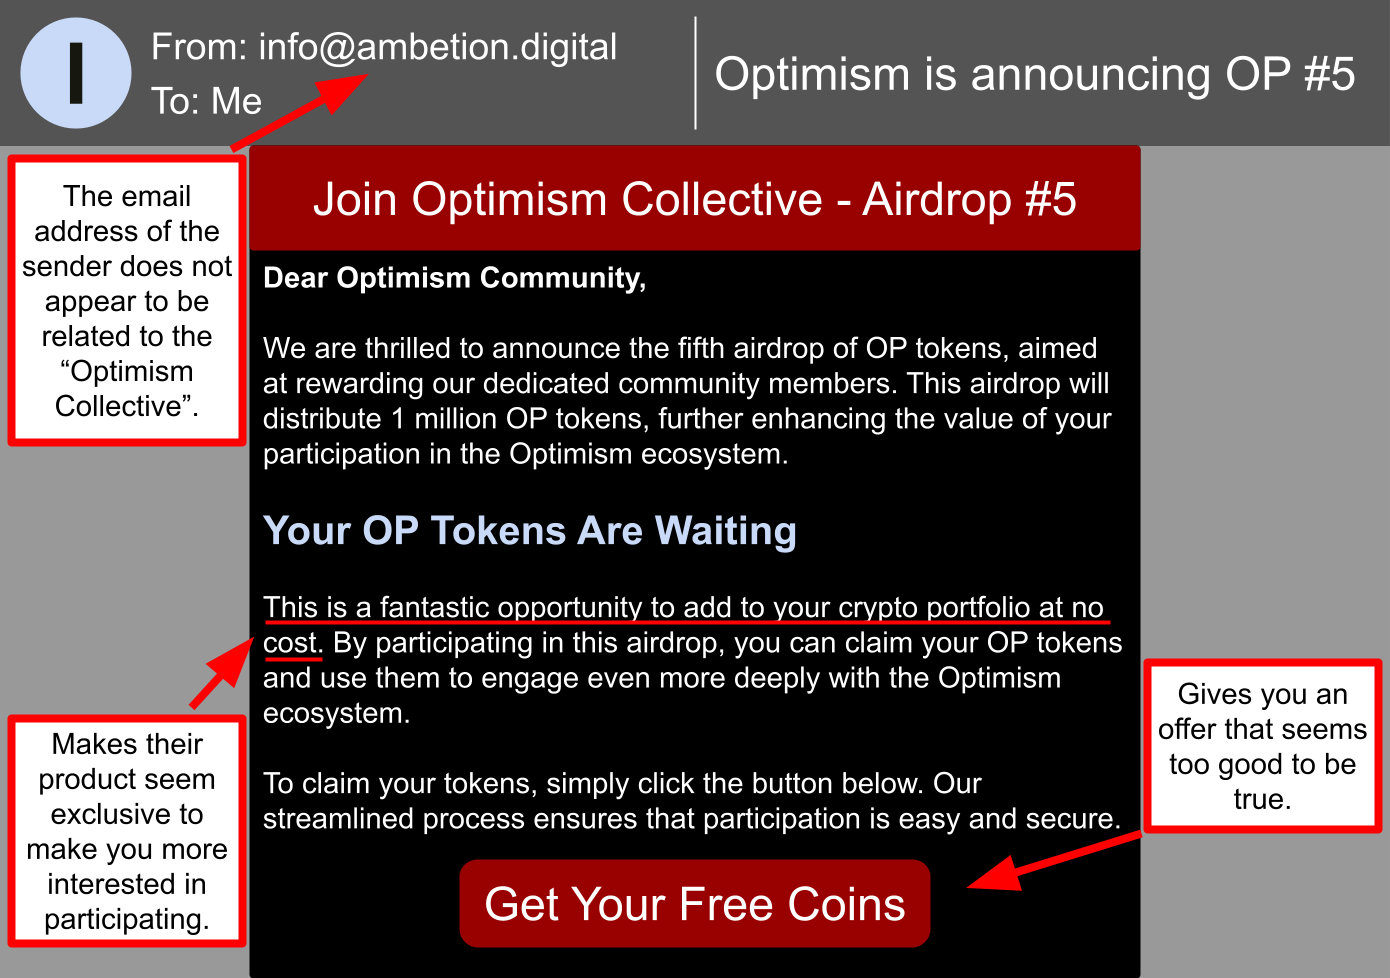 I
From: info@ambetion.digital
To: Me
Optimism is announcing OP #5
The email
address of the
sender does not
appear to be
related to the
“Optimism
Collective”.
Join Optimism Collective - Airdrop #5
Dear Optimism Community,
We are thrilled to announce the fifth airdrop of OP tokens, aimed
at rewarding our dedicated community members. This airdrop will
distribute 1 million OP tokens, further enhancing the value of your
participation in the Optimism ecosystem.
Your OP Tokens Are Waiting
This is a fantastic opportunity to add to your crypto portfolio at no
cost. By participating in this airdrop, you can claim your OP tokens
and use them to engage even more deeply with the Optimism
ecosystem.
To claim your tokens, simply click the button below. Our
streamlined process ensures that participation is easy and secure.
Get Your Free Coins
Makes their
product seem
exclusive to
make you more
interested in
participating.
Gives you an
offer that seems
too good to be
true.